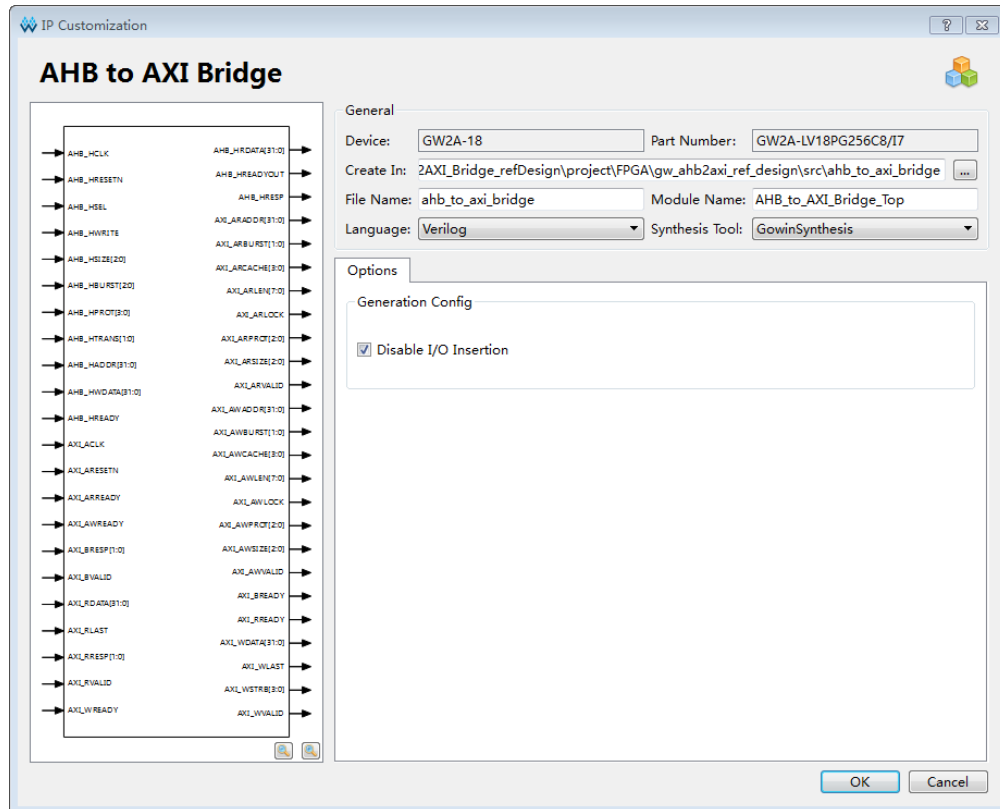 IP Customization
AHB to AXI Bridge
AHB_HCLK
AHB_HRESETN
AHB_HSEL
AHB_HWRITE
AHB_HSIZE[2:0]
AHB_HBURST[2:0]
AHB_HPROT[3:0]
AHB_HTRANS[1:0]
AHB_HADDR[31:0]
AHB_HWDATA[31:0]
AHB_HREADY
AXI_ACLK
AXI_ARESETN
AXI_ARREADY
AXI_AWREADY
AXI_BRESP[1:0]
AXI_BVALID
AXI_RDATA[31:0]
AXI_RLAST
AXI_RRESP[1:0]
AXI_RVALID
AXI_WREADY
AHB_HRDATA[31:0]
AHB_HREADYOUT
AHB_HRESP
AXI_ARADDR[31:0]
AXI_ARBURST[1:0]
AXI_ARCACHE[3:0]
AXI_ARLEN[7:0]
AXI_ARLOCK
AXI_ARPROT[2:0]
AXI_ARSIZE[2:0]
AXI_ARVALID
AXI_AWADDR[31:0]
AXI_AWBURST[1:0]
AXI_AWCACHE[3:0]
AXI_AWLEN[7:0]
AXI_AWLOCK
AXI_AWPROT[2:0]
AXI_AWSIZE[2:0]
AXI_AWVALID
AXI_BREADY
AXI_RREADY
AXI_WDATA[31:0]
AXI_WLAST
AXI_WSTRB[3:0]
AXI_WVALID
General
Device: GW2A-18 Part Number: GW2A-LV18PG256C8/I7
Create In: 2AXI_Bridge_refDesign\project\FPGA\gw_ahb2axi_ref_design\src\ahb_to_axi_bridge ...
File Name: ahb_to_axi_bridge Module Name: AHB_to_AXI_Bridge_Top
Language: Verilog Synthesis Tool: GowinSynthesis
Options
Generation Config
Disable I/O Insertion
OK Cancel